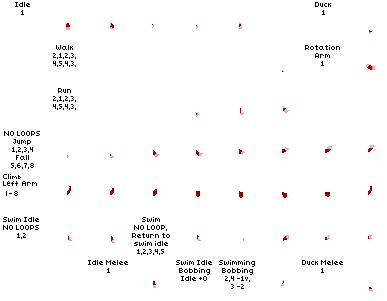 Idle
1
Duck
1
Walk
2,1,2,3,
4,5,4,3,
Rotation
Arm
1
Run
2,1,2,3,
4,5,4,3,
NO LOOPS
Jump
1,2,3,4
Fall
5,6,7,8
Climb
Left Arm
1-8
Swim Idle
NO LOOPS
1,2
Swim
NO LOOP,
Return to
swim idle
1,2,3,4,5
Idle Melee
1
Swim Idle
Bobbing
Idle +0
Swimming
Bobbing
2,4 -1v,
3 -2
Duck Melee
1